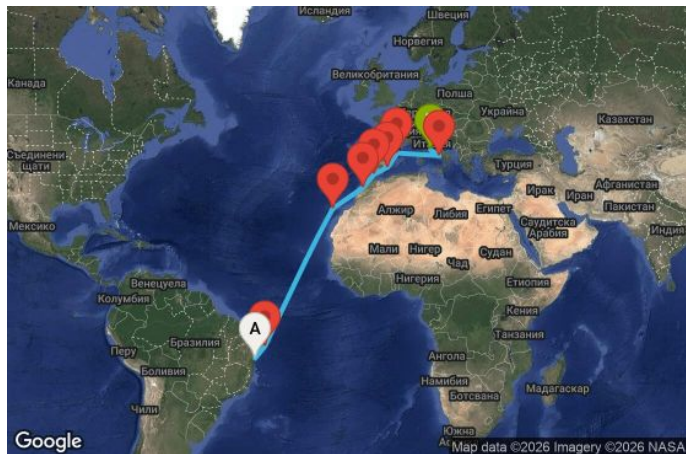 Исландия
Швеция
Норвегия
Канада
Великобритания
Полша
Украйна
Казахстан
Съединени
щати
Турция
Ирак
Иран
Афганистан
Алжир
Либия
Египет
Пакистан
Мексико
Саудитска
Арабия
Индия
Мали
Нигер
Чад
Судан
Венецуела
Нигерия
Етиопия
Колумбия
Кения
A
Перу
Бразилия
Танзания
Ангола
Боливия
Намибия
Мадагаскар
Ботсвана
Чили
Южна
Google
Map data ©2026 Imagery ©2026 NASA